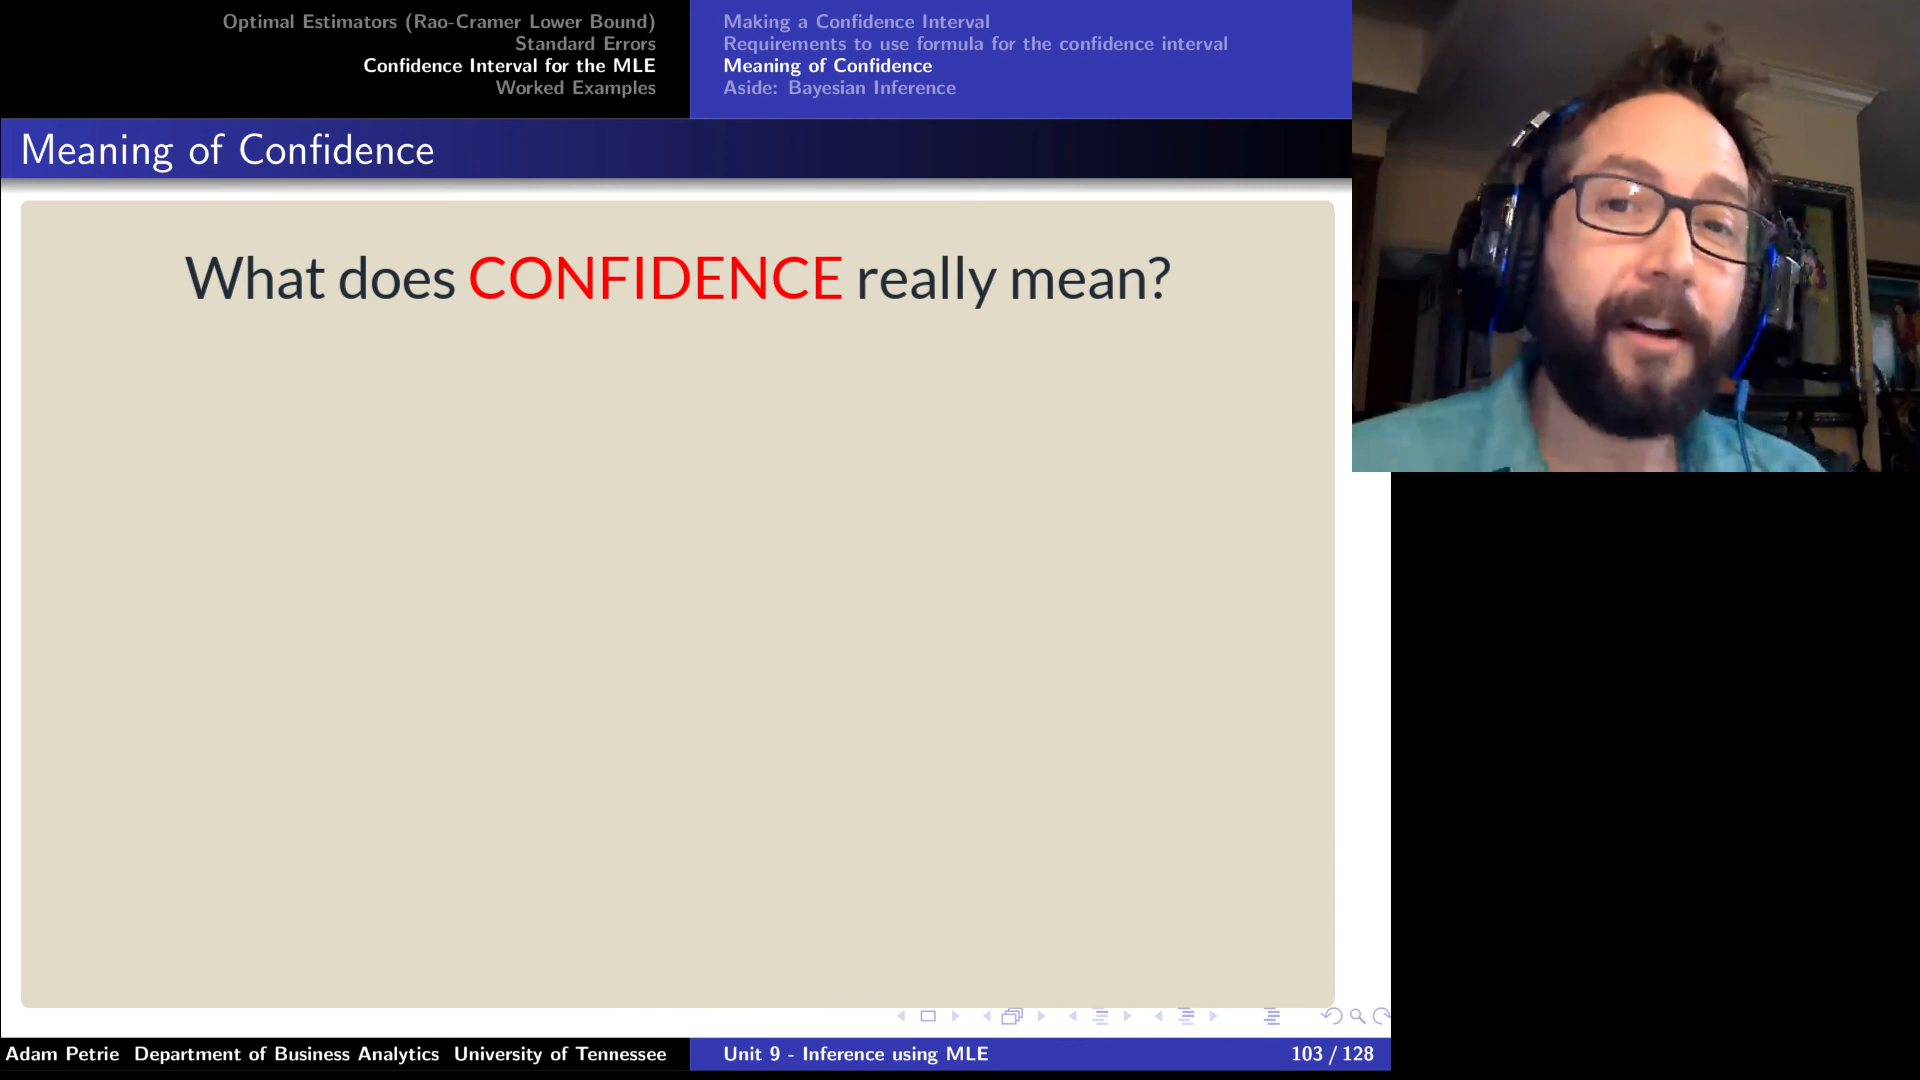 Optimal Estimators (Rao-Cramer Lower Bound)
Standard Errors
Confidence Interval for the MLE
Worked Examples
Making a Confidence Interval
Requirements to use formula for the confidence interval
Meaning of Confidence
Aside: Bayesian Inference
Meaning of Confidence
What does CONFIDENCE really mean?
Adam Petrie Department of Business Analytics University of Tennessee
Unit 9 - Inference using MLE
103 / 128